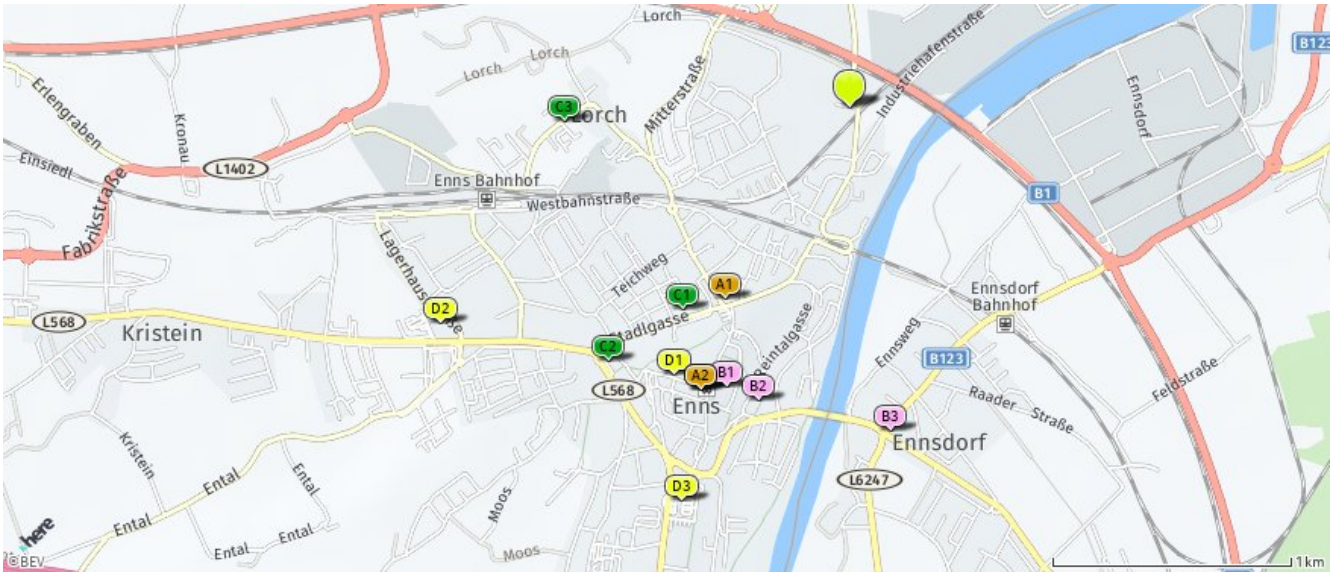 Lorch
B123
Industriehafenstraße
Lorch
Lorch
Erlengraben
Mitterstraße
Ennsdorf
C3
Lorch
Kronau
Einsiedl
L1402
Enns Bahnhof
B1
Westbahnstraße
Fabrikstraße
Lagerhausstraße
Teichweg
A1
C1
Ennsdorf
Bahnhof
D2
L568
Kristein
Stadlgasse
Reintalgasse
Ennsweg
C2
D1
B123
A2
B1
B2
L568
Feldstraße
Enns
Raader Straße
B3
Ennsdorf
Kristein
Ental
L6247
D3
Ental
Moos
Ental
Ental
Ental
Moos
here
©BEV
1km